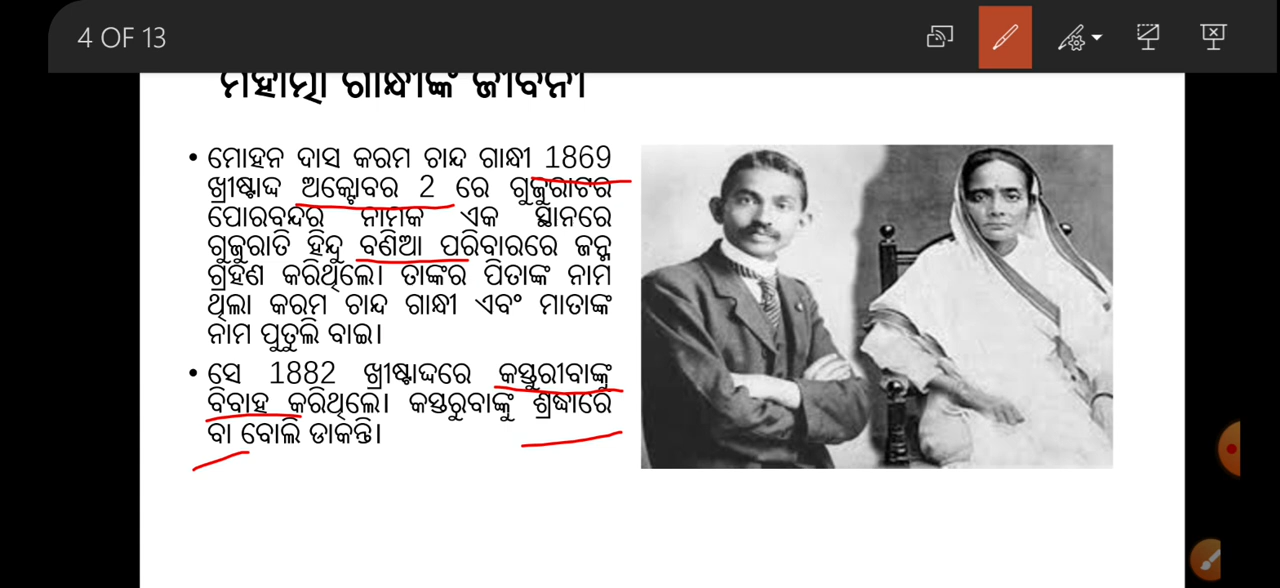 4 OF 13
ମହାତ୍ମା ଗାନ୍ଧୀଙ୍କ ଜୀବନୀ
• ମୋହନ ଦାସ କରମ ଚାନ୍ଦ ଗାନ୍ଧୀ 1869
ଖ୍ରୀଷ୍ଟାବ୍ଦ ଅକ୍ଟୋବର 2 ରେ ଗୁଜୁରାଟର
ପୋରବନ୍ଦର ନାମକ ଏକ ସ୍ଥାନରେ
ଗୁଜୁରାତି ହିନ୍ଦୁ ବଣିଆ ପରିବାରରେ ଜନ୍ମ
ଗ୍ରହଣ କରିଥିଲେ। ତାଙ୍କର ପିତାଙ୍କ ନାମ
ଥିଲା କରମ ଚାନ୍ଦ ଗାନ୍ଧୀ ଏବଂ ମାତାଙ୍କ
ନାମ ପୁତୁଲି ବାଇ।
• ସେ 1882 ଖ୍ରୀଷ୍ଟାବ୍ଦରେ କସ୍ତୁରୀବାଙ୍କୁ
ବିବାହ କରିଥିଲେ। କସ୍ତରୁବାଙ୍କୁ ଶ୍ରଦ୍ଧାରେ
ବା ବୋଲି ଡାକନ୍ତି।